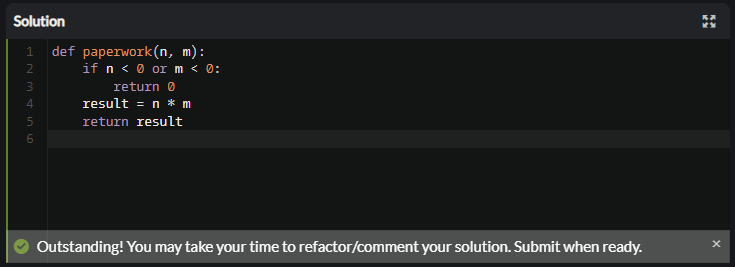 Solution
1 def paperwork(n, m):
2     if n < 0 or m < 0:
3         return 0
4     result = n * m
5     return result
6
Outstanding! You may take your time to refactor/comment your solution. Submit when ready.